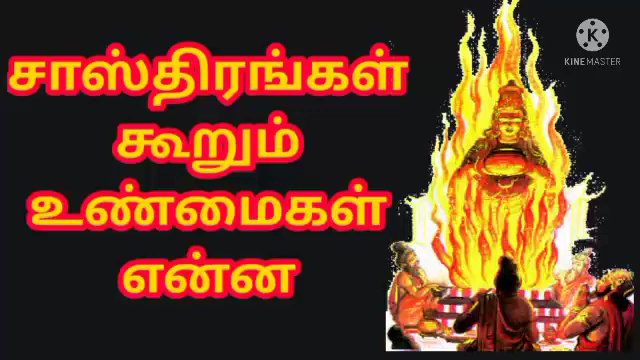 சாஸ்திரங்கள்
கூறும்
உண்மைகள்
என்ன
K
KINEMASTER